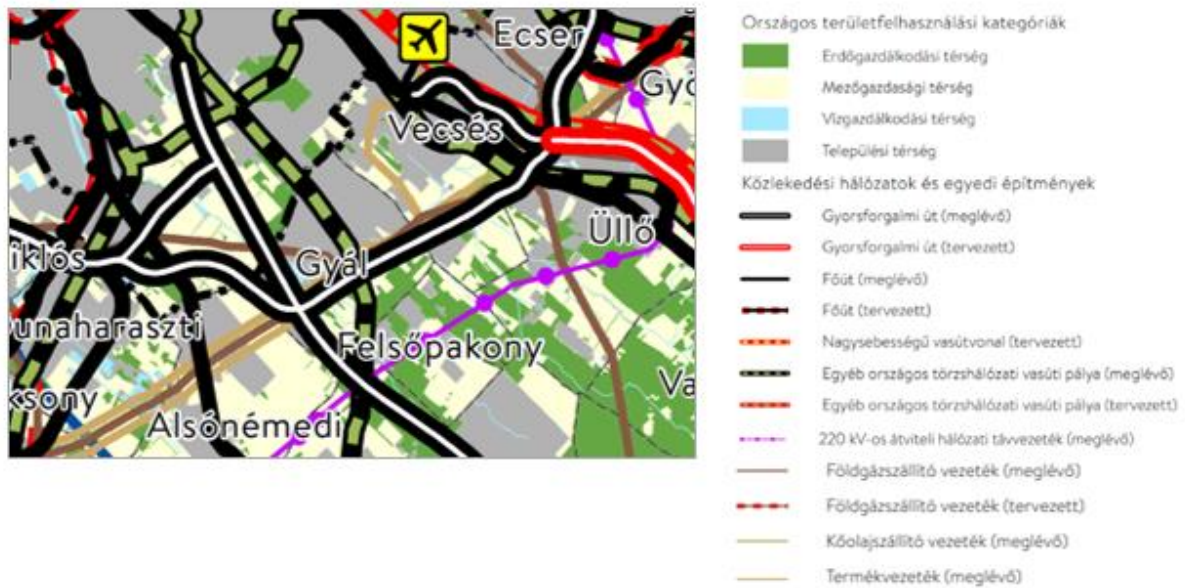 Ecser
Gyö
Vecsés
Üllő
iklós
Gyál
unaharaszti
Felsőpakony
Va
ksony
Alsónémedi
Országos területfelhasználási kategóriák
Erdőgazdálkodási térség
Mezőgazdasági térség
Vízgazdálkodási térség
Települési térség
Közlekedési hálózatok és egyedi építmények
Gyorsforgalmi út (meglévő)
Gyorsforgalmi út (tervezett)
Főút (meglévő)
Főút (tervezett)
Nagysebességű vasútvonal (tervezett)
Egyéb országos törzshálózati vasúti pálya (meglévő)
Egyéb országos törzshálózati vasúti pálya (tervezett)
220 kV-os átviteli hálózati távvezeték (meglévő)
Földgázszállító vezeték (meglévő)
Földgázszállító vezeték (tervezett)
Kőolajszállító vezeték (meglévő)
Termékvezeték (meglévő)